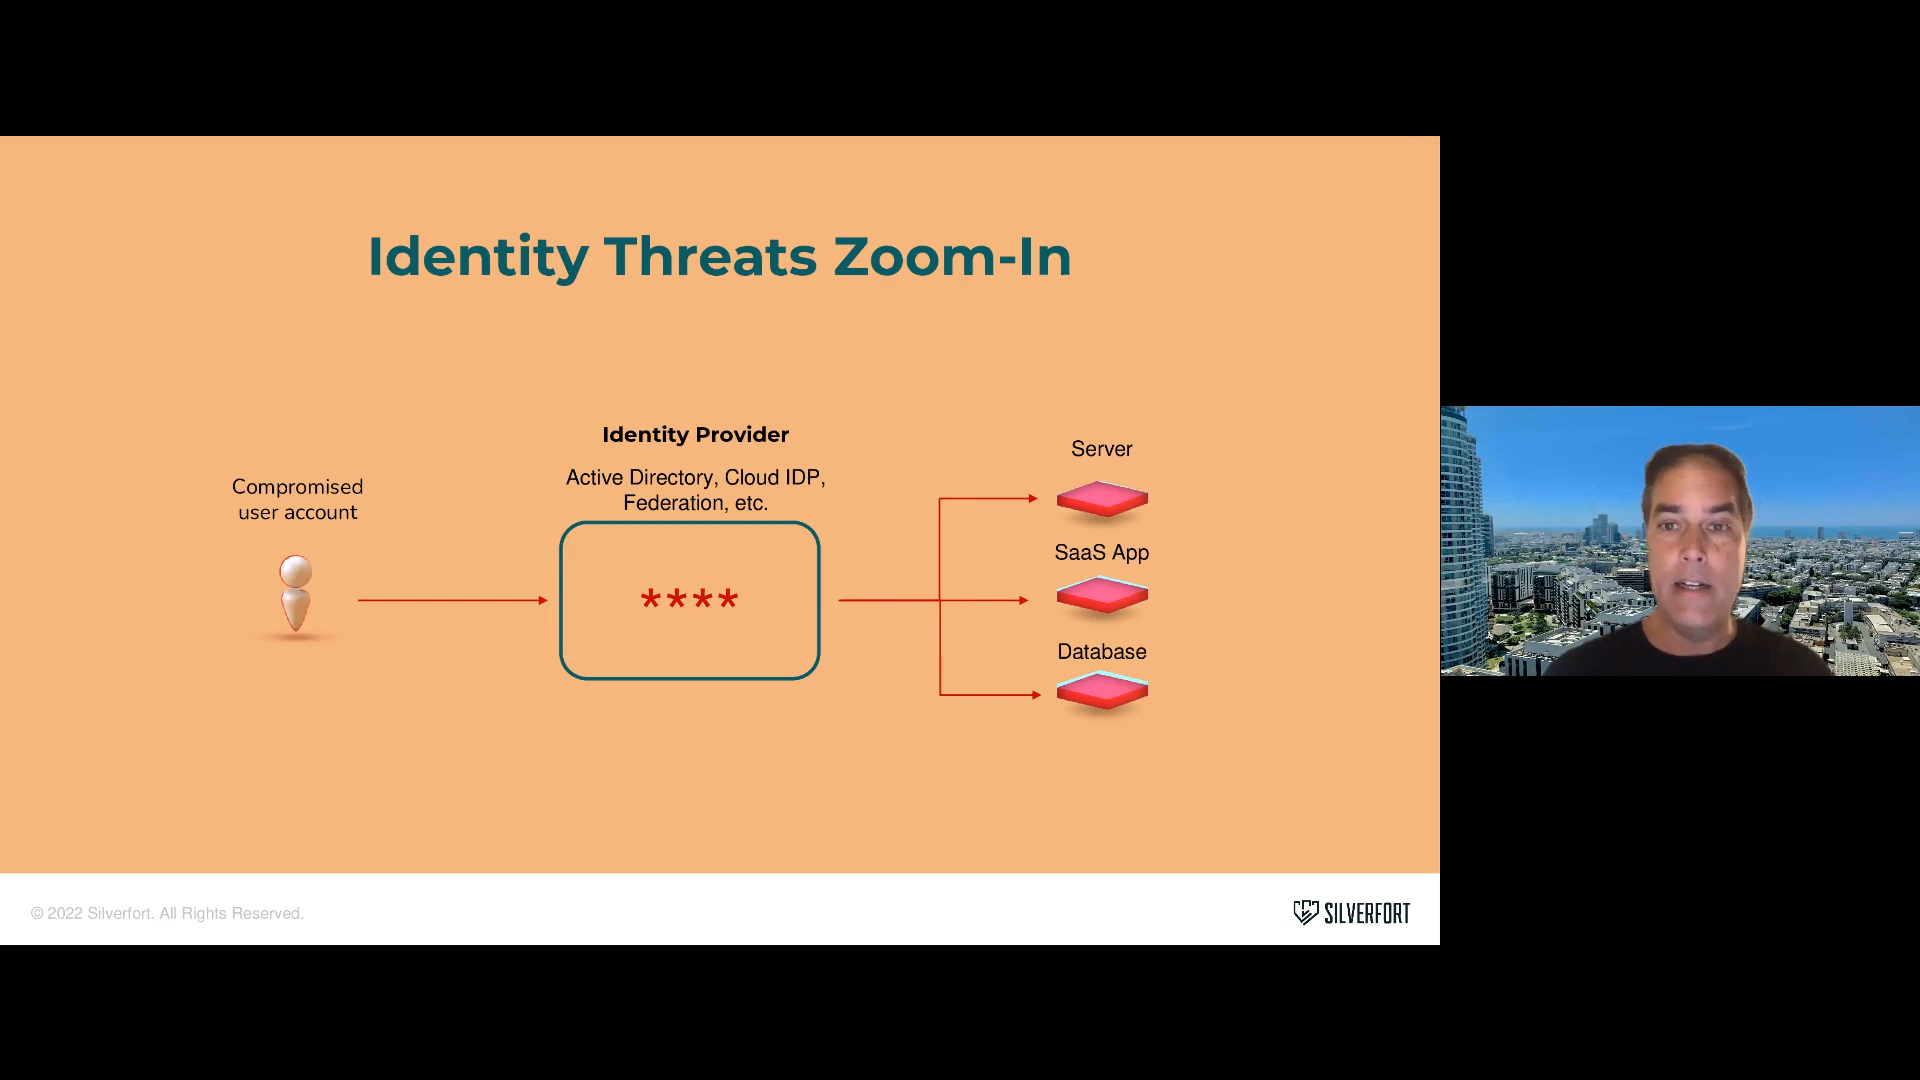 Identity Threats Zoom-In
Identity Provider
Active Directory, Cloud IDP,
Federation, etc.
Compromised
user account
****
Server
SaaS App
Database
© 2022 Silverfort. All Rights Reserved.
SILVERFORT